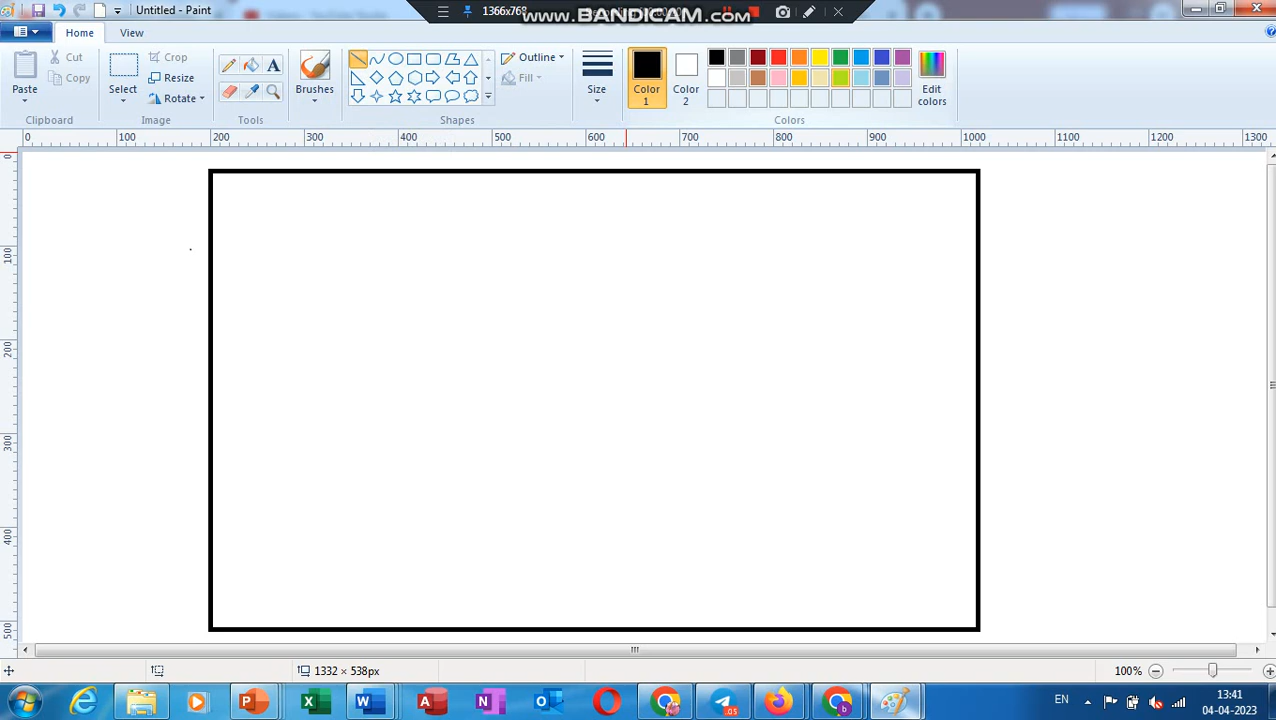 Untitled - Paint
1366x768
www.BANDICAM.com
Home
View
Paste
Cut
Copy
Clipboard
Select
Crop
Resize
Rotate
Image
Tools
Brushes
Shapes
Outline
Fill
Size
Color
1
Color
2
Edit
colors
Colors
0 100 200 300 400 500 600 700 800 900 1000 1100 1200 1300
0
100
200
300
400
500
1332 × 538px
100%
EN
13:41
04-04-2023